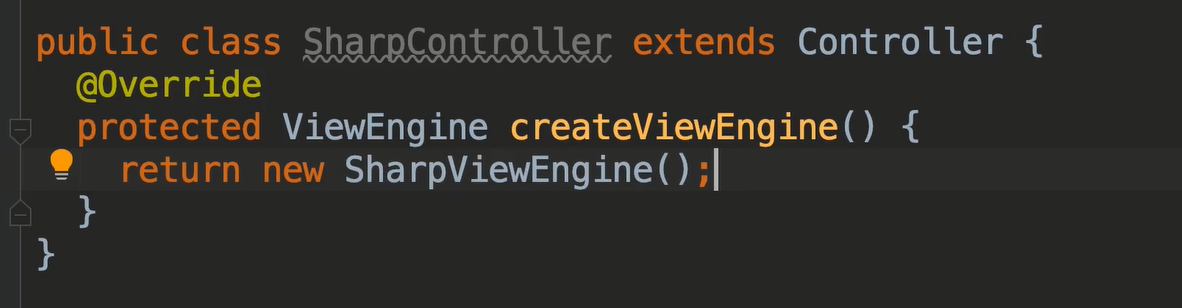 public class SharpController extends Controller {
  @Override
  protected ViewEngine createViewEngine() {
    return new SharpViewEngine();
  }
}